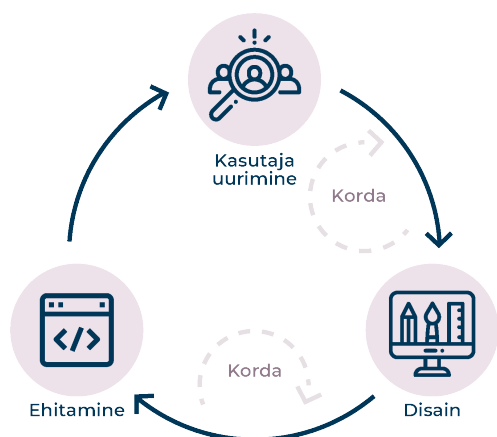 Kasutaja
uurimine
Korda
Korda
Ehitamine
Disain